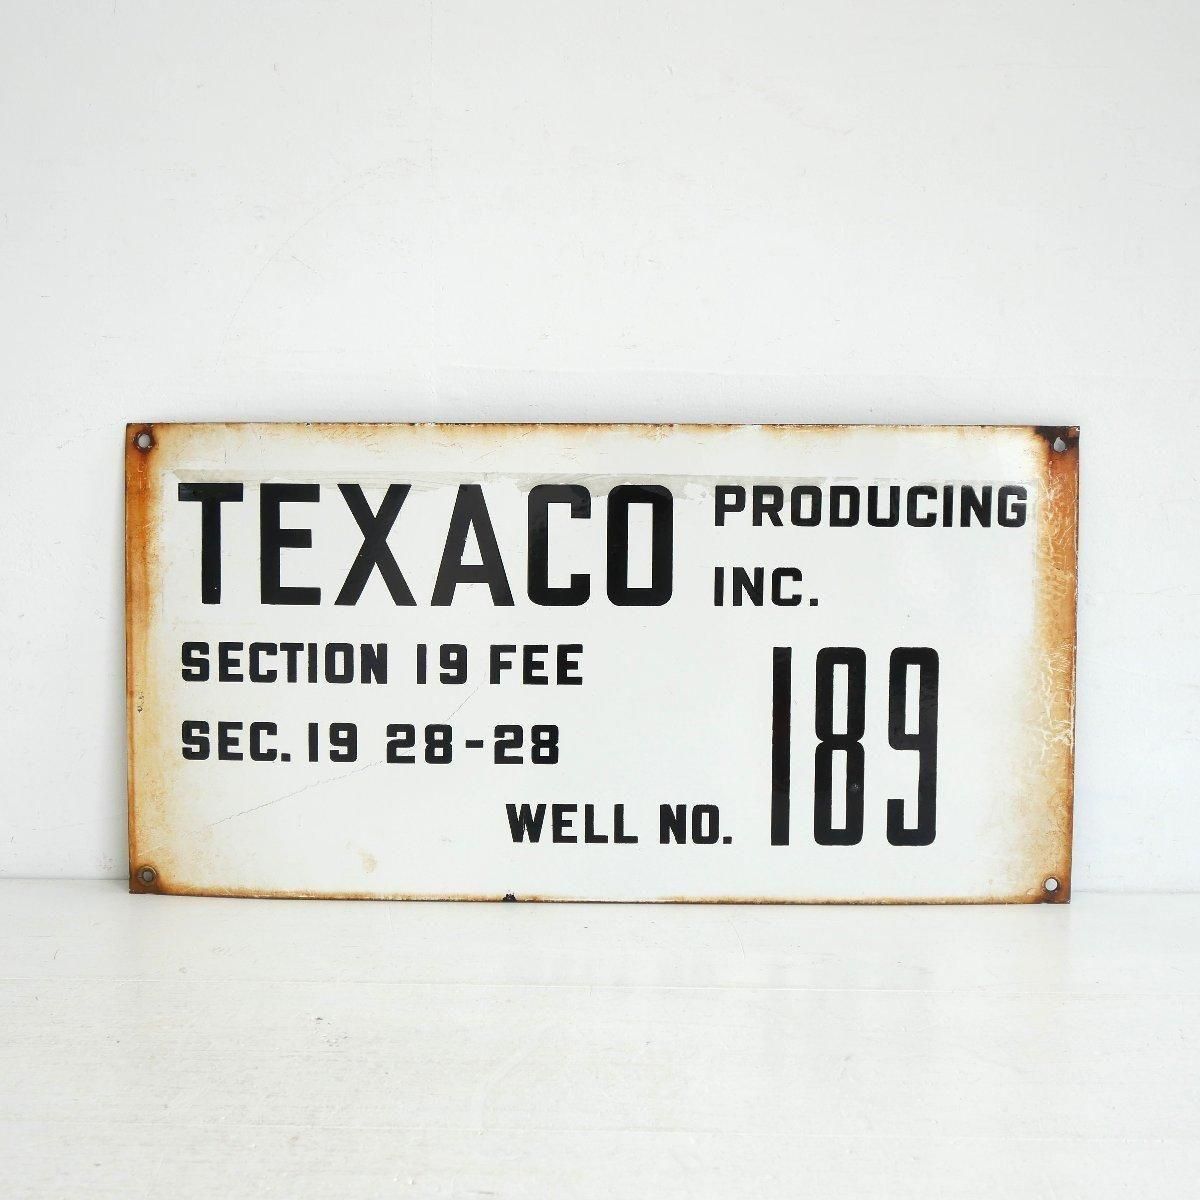 TEXACO PRODUCING INC.
SECTION 19 FEE
SEC. 19 28-28
WELL NO. 189